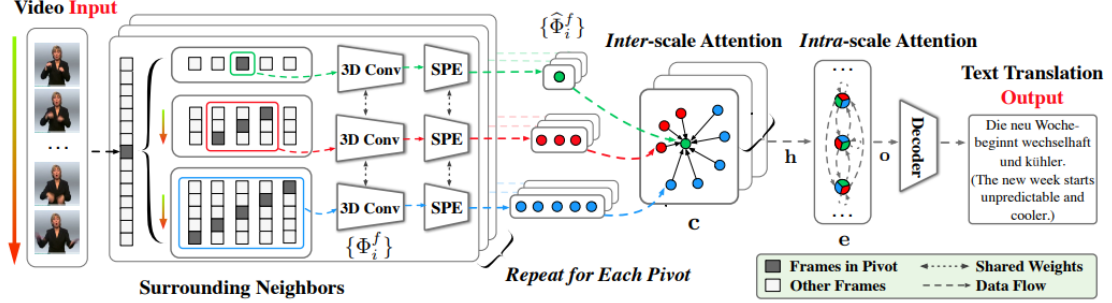 Video Input
...
Surrounding Neighbors
3D Conv
SPE
3D Conv
SPE
3D Conv
SPE
{Φ_i^f}
{Φ̂_i^f}
Repeat for Each Pivot
Inter-scale Attention
c
h
Intra-scale Attention
...
...
e
o
Decoder
Text Translation
Output
Die neu Woche-
beginnt wechselhaft
und kühler.
(The new week starts
unpredictable and
cooler.)
Frames in Pivot
Shared Weights
Other Frames
Data Flow